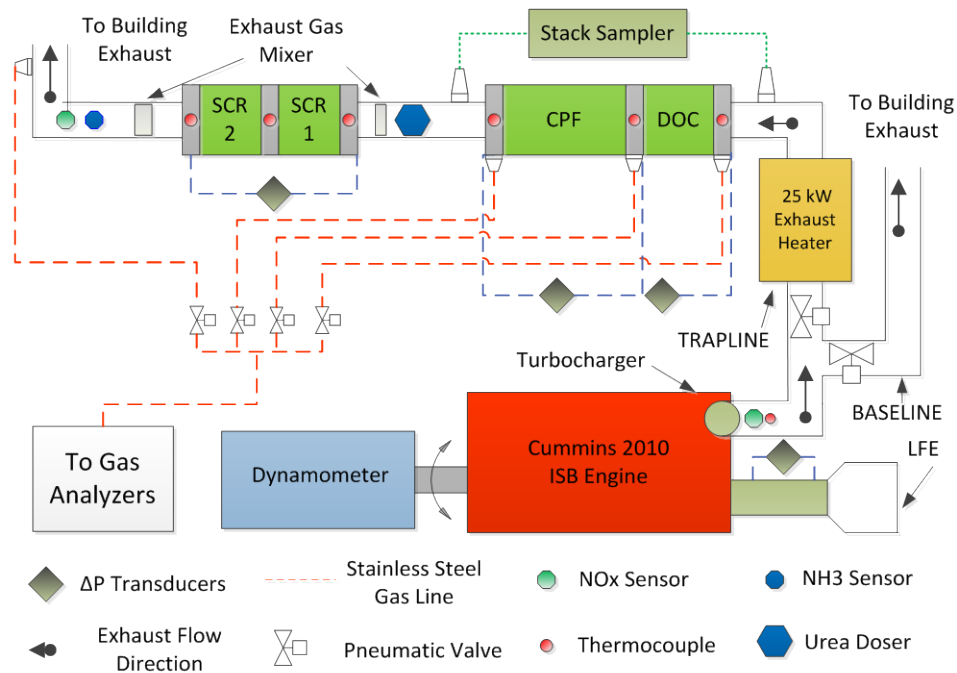 To Building
Exhaust
Exhaust Gas
Mixer
Stack Sampler
SCR
2
SCR
1
CPF
DOC
To Building
Exhaust
25 kW
Exhaust
Heater
TRAPLINE
Turbocharger
BASELINE
LFE
To Gas
Analyzers
Dynamometer
Cummins 2010
ISB Engine
ΔP Transducers
Stainless Steel
Gas Line
NOx Sensor
NH3 Sensor
Exhaust Flow
Direction
Pneumatic Valve
Thermocouple
Urea Doser